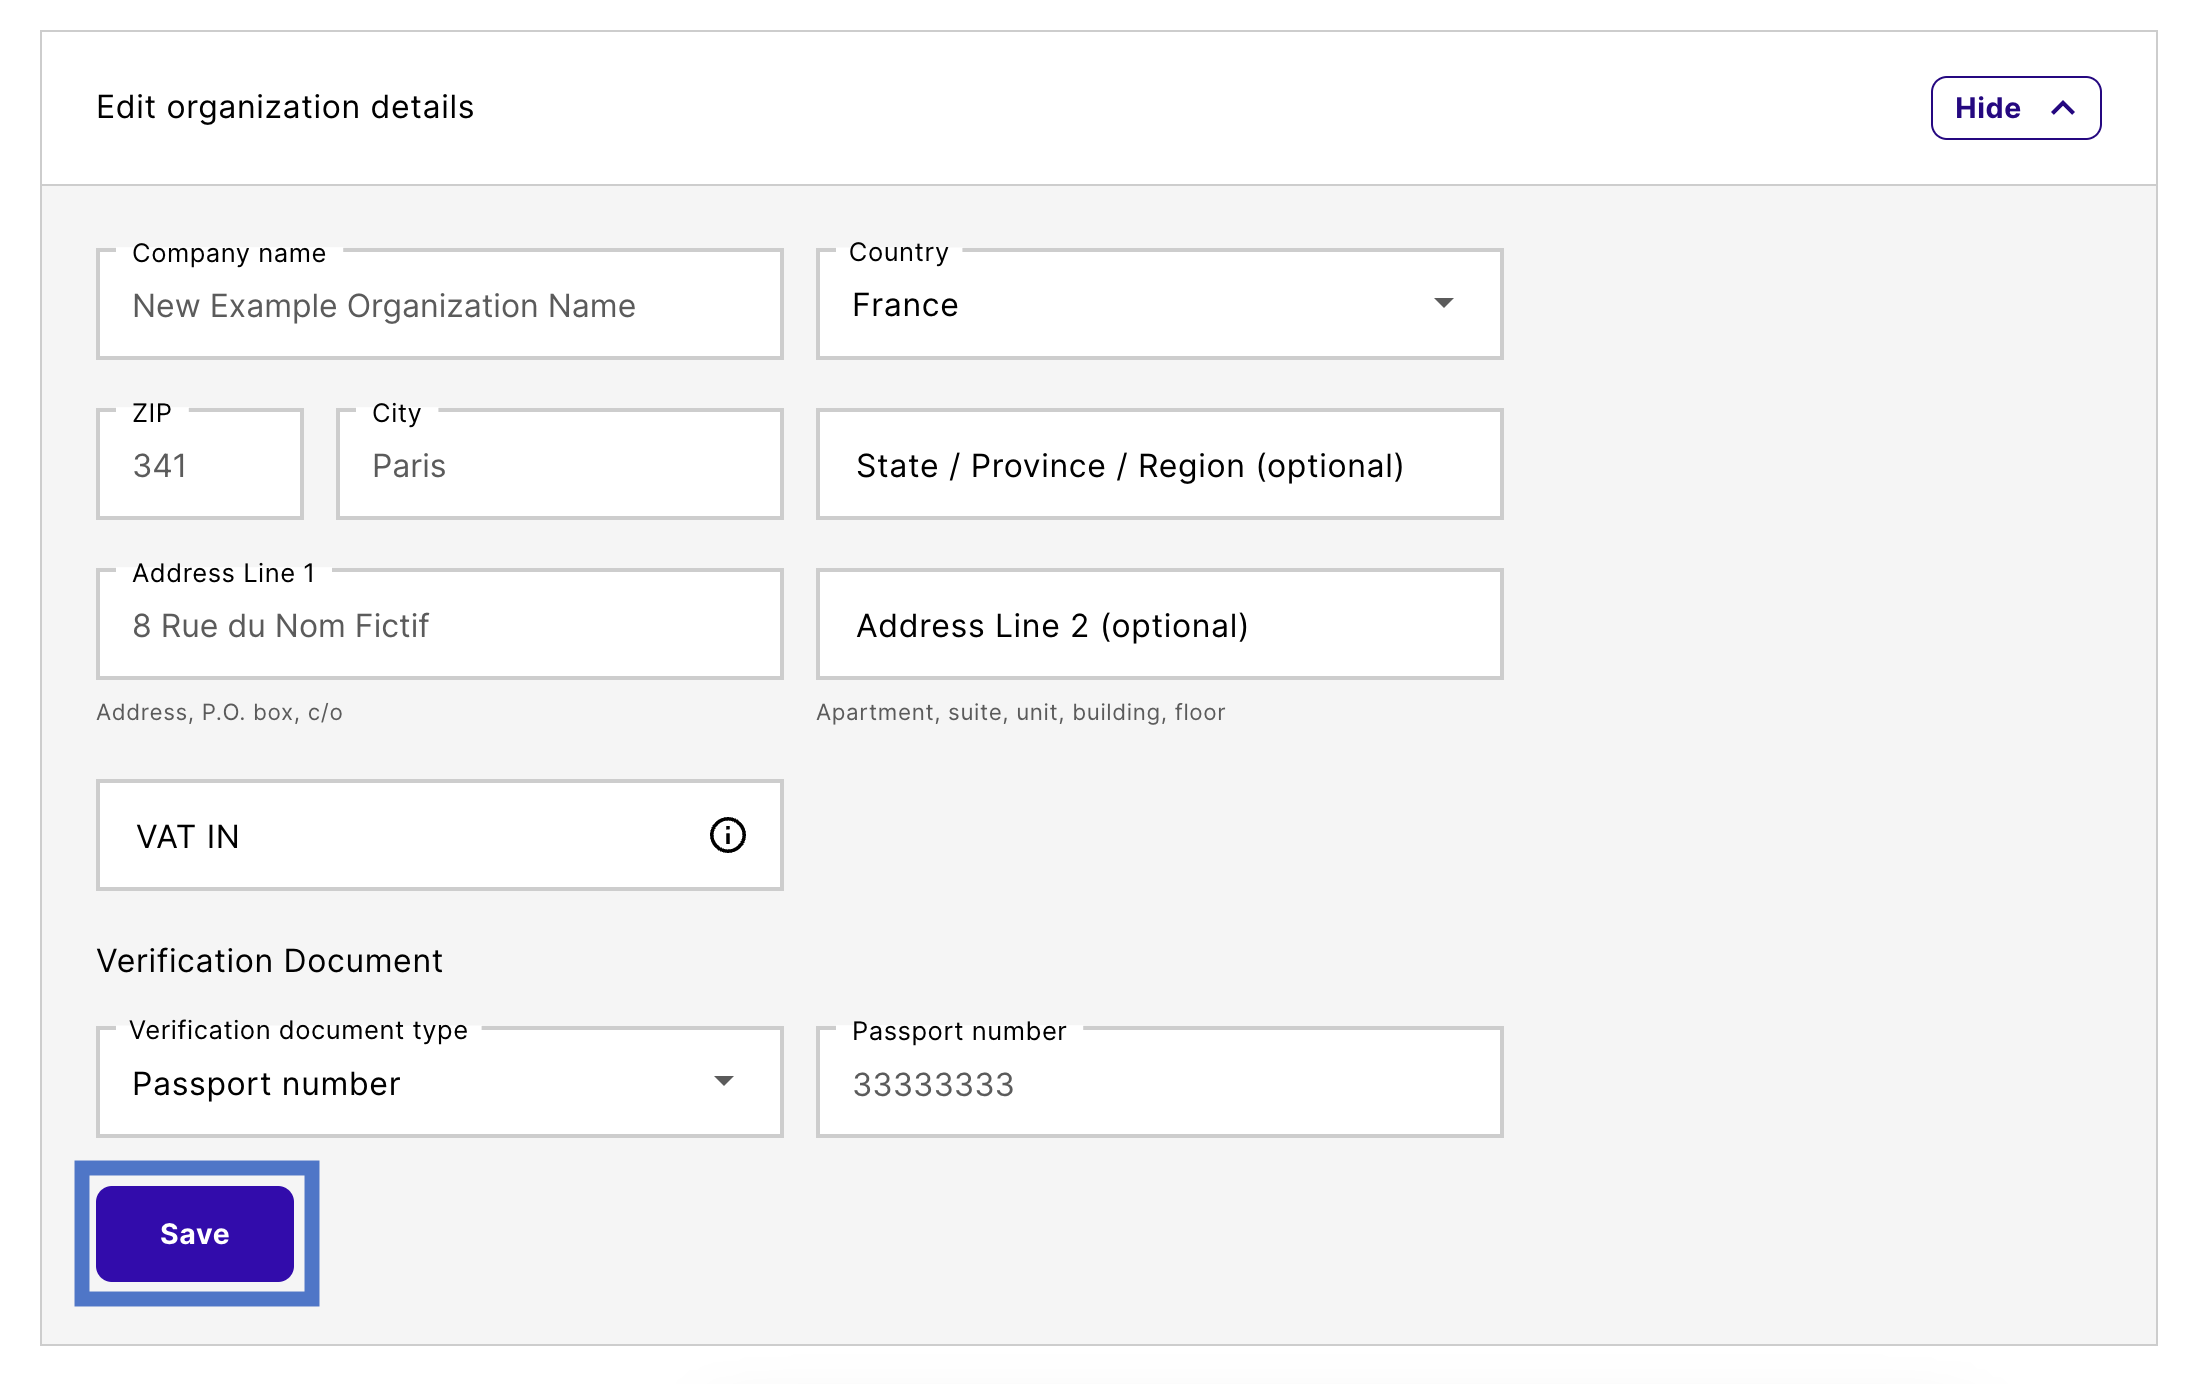 Edit organization details
Hide
Company name
New Example Organization Name
Country
France
ZIP
341
City
Paris
State / Province / Region (optional)
Address Line 1
8 Rue du Nom Fictif
Address, P.O. box, c/o
Address Line 2 (optional)
Apartment, suite, unit, building, floor
VAT IN
Verification Document
Verification document type
Passport number
Passport number
33333333
Save